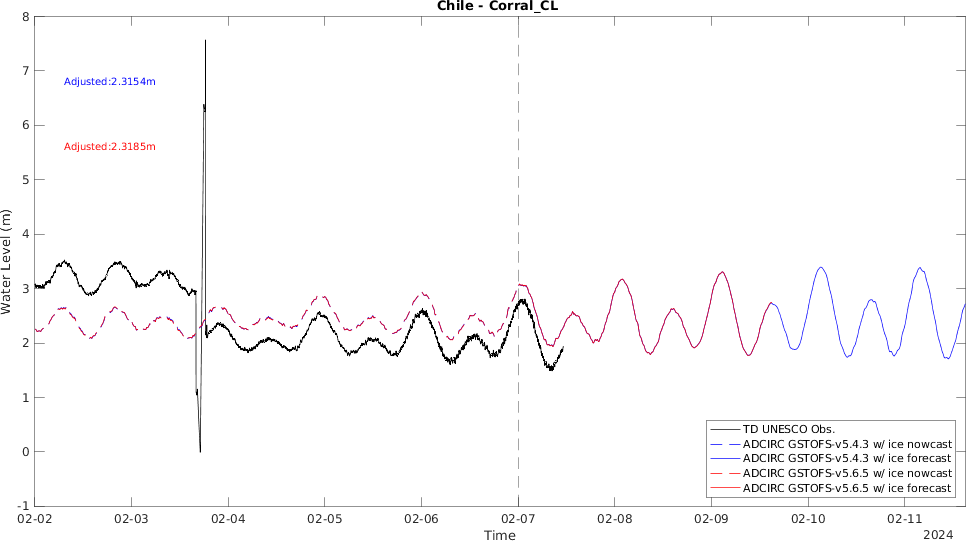 Chile - Corral_CL
Water Level (m)
8
7
6
5
4
3
2
1
0
-1
Adjusted:2.3154m
Adjusted:2.3185m
TD UNESCO Obs.
ADCIRC GSTOFS-v5.4.3 w/ ice nowcast
ADCIRC GSTOFS-v5.4.3 w/ ice forecast
ADCIRC GSTOFS-v5.6.5 w/ ice nowcast
ADCIRC GSTOFS-v5.6.5 w/ ice forecast
02-02 02-03 02-04 02-05 02-06 02-07 02-08 02-09 02-10 02-11
Time
2024